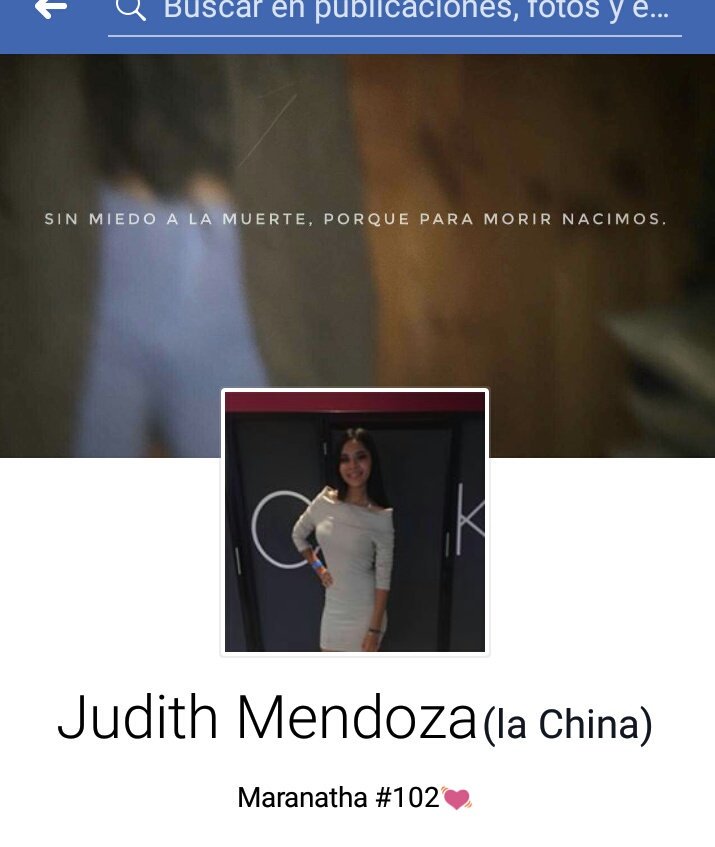 Buscar en publicaciones, fotos y e...
SIN MIEDO A LA MUERTE, PORQUE PARA MORIR NACIMOS.
O K
Judith Mendoza (la China)
Maranatha #102💓